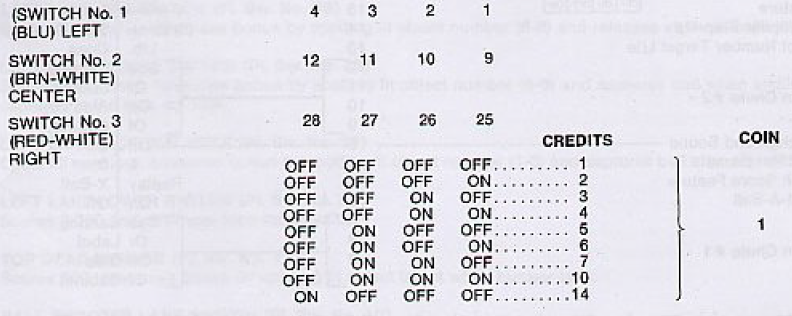 (SWITCH No. 1 4 3 2 1
(BLU) LEFT
SWITCH No. 2 12 11 10 9
(BRN-WHITE)
CENTER
SWITCH No. 3 28 27 26 25
(RED-WHITE) CREDITS COIN
RIGHT
OFF OFF OFF OFF.........1
OFF OFF OFF ON.........2
OFF OFF ON OFF.........3
OFF OFF ON ON.........4
OFF ON OFF OFF.........5 1
OFF ON OFF ON.........6
OFF ON ON OFF.........7
OFF ON ON ON.........10
ON OFF OFF OFF.........14